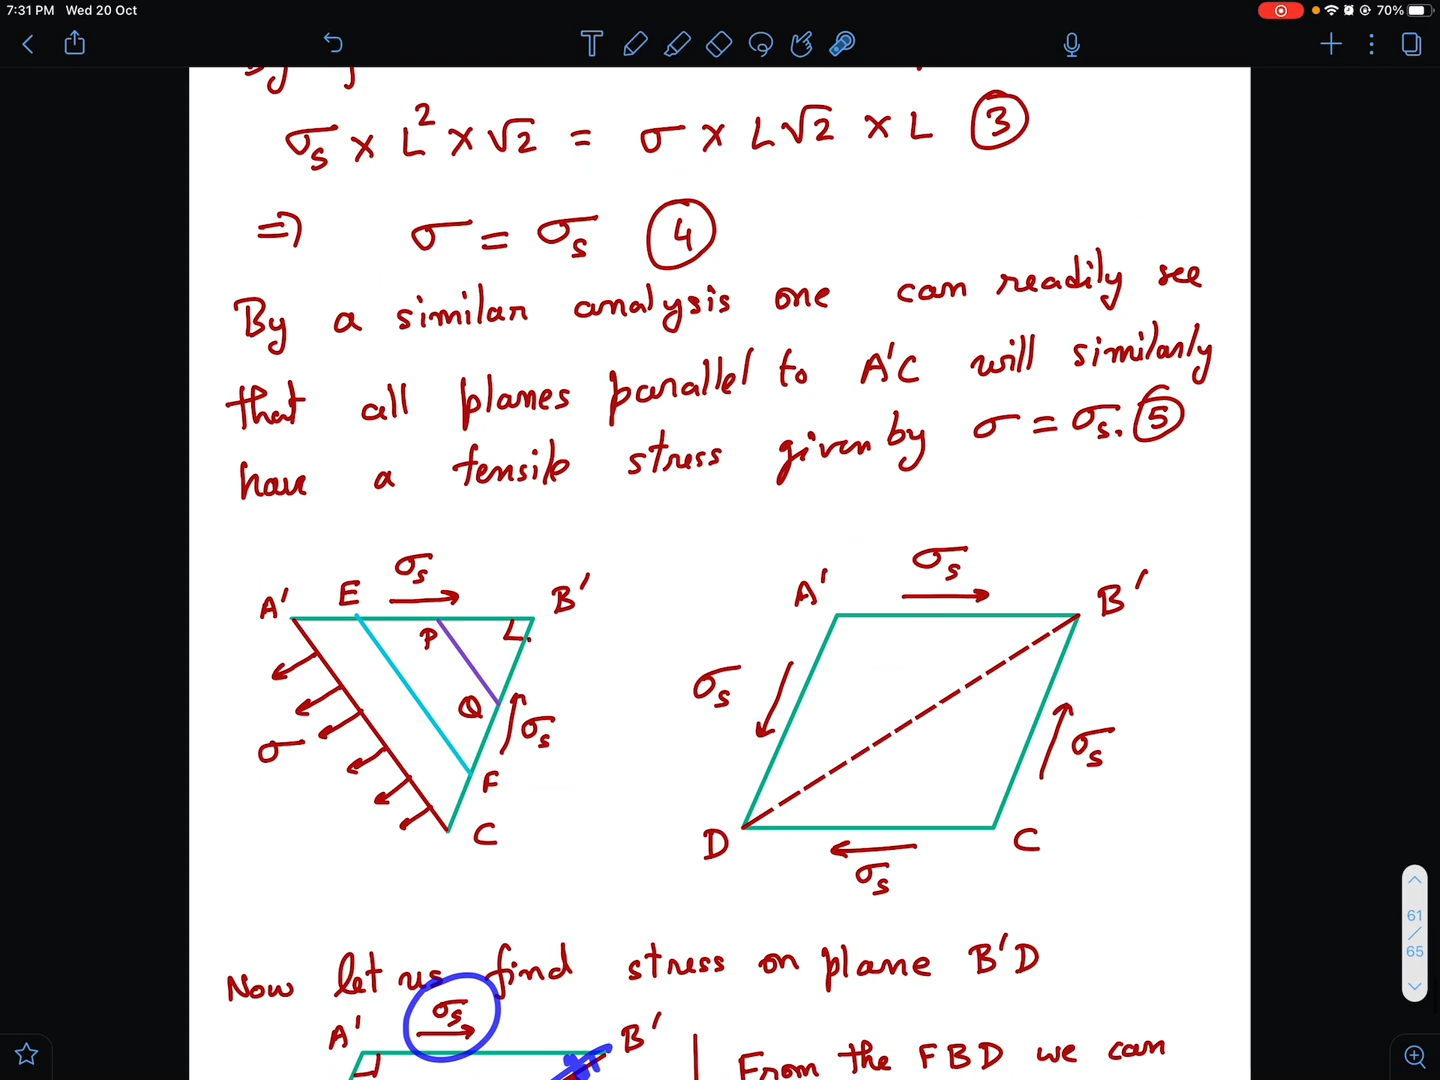 7:31 PM Wed 20 Oct
70%
σs × L² × √2 = σ × L√2 × L ③
⇒ σ = σs ④
By a similar analysis one can readily see
that all planes parallel to A'C will similarly
have a tensile stress given by σ = σs. ⑤
σs
A' E B'
P
Q
σs
σ
F
C
σs
A' B'
σs
σs
D C
σs
Now let us find stress on plane B'D
σs
A' B'
From the FBD we can
61
/
65